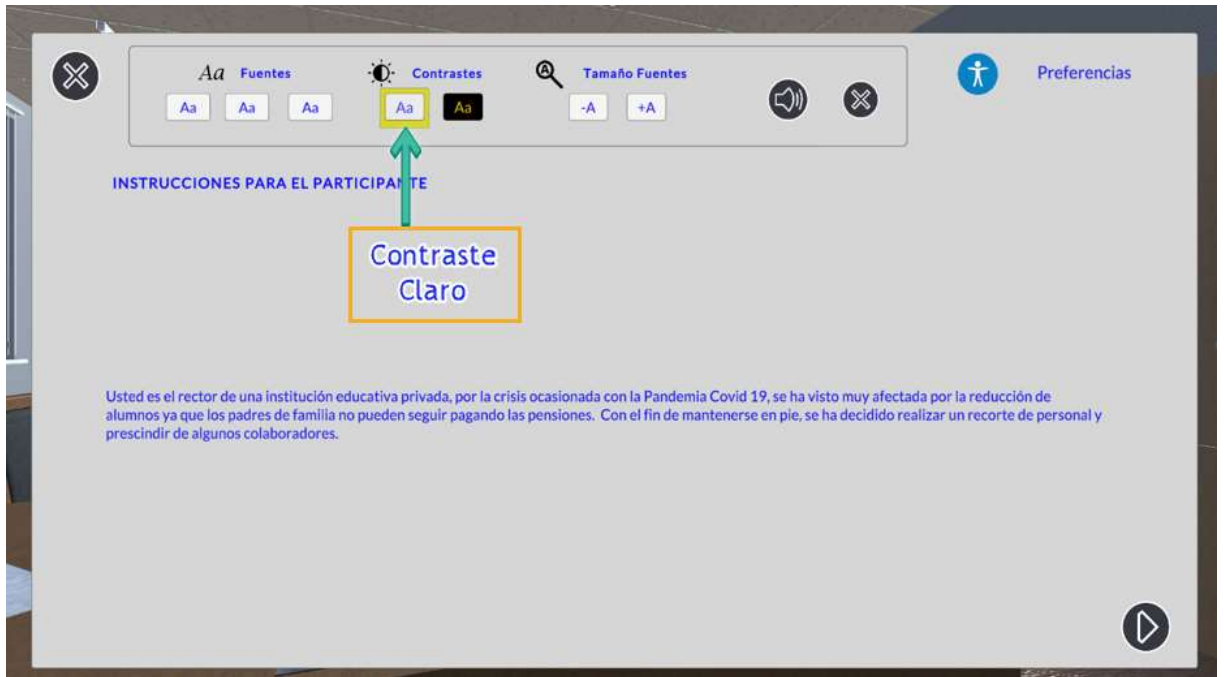 Aa Fuentes
Contrastes
A Tamaño Fuentes
Preferencias
Aa Aa Aa
Aa Aa
-A +A
INSTRUCCIONES PARA EL PARTICIPANTE
Contraste
Claro
Usted es el rector de una institución educativa privada, por la crisis ocasionada con la Pandemia Covid 19, se ha visto muy afectada por la reducción de
alumnos ya que los padres de familia no pueden seguir pagando las pensiones. Con el fin de mantenerse en pie, se ha decidido realizar un recorte de personal y
prescindir de algunos colaboradores.